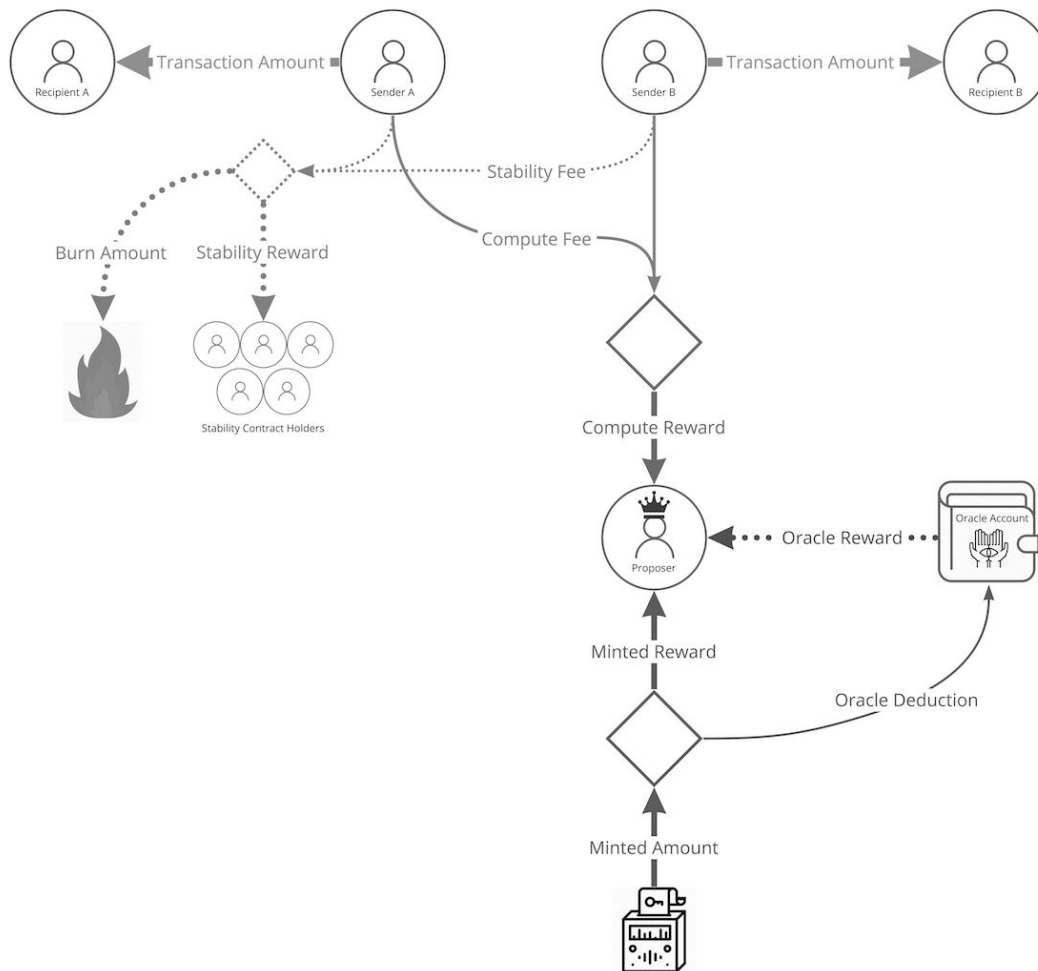 Transaction Amount
Transaction Amount
Recipient A
Sender A
Sender B
Recipient B
Stability Fee
Compute Fee
Burn Amount
Stability Reward
Stability Contract Holders
Compute Reward
Oracle Account
Oracle Reward
Proposer
Minted Reward
Oracle Deduction
Minted Amount